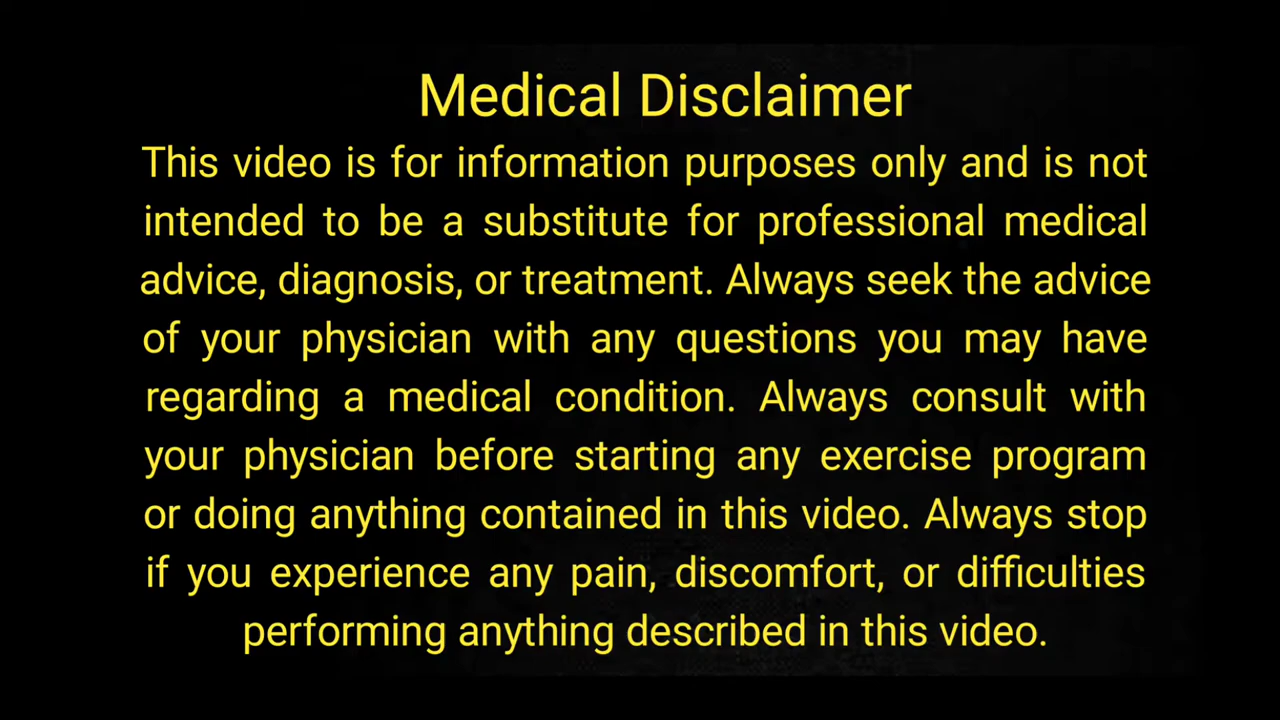 Medical Disclaimer
This video is for information purposes only and is not
intended to be a substitute for professional medical
advice, diagnosis, or treatment. Always seek the advice
of your physician with any questions you may have
regarding a medical condition. Always consult with
your physician before starting any exercise program
or doing anything contained in this video. Always stop
if you experience any pain, discomfort, or difficulties
performing anything described in this video.